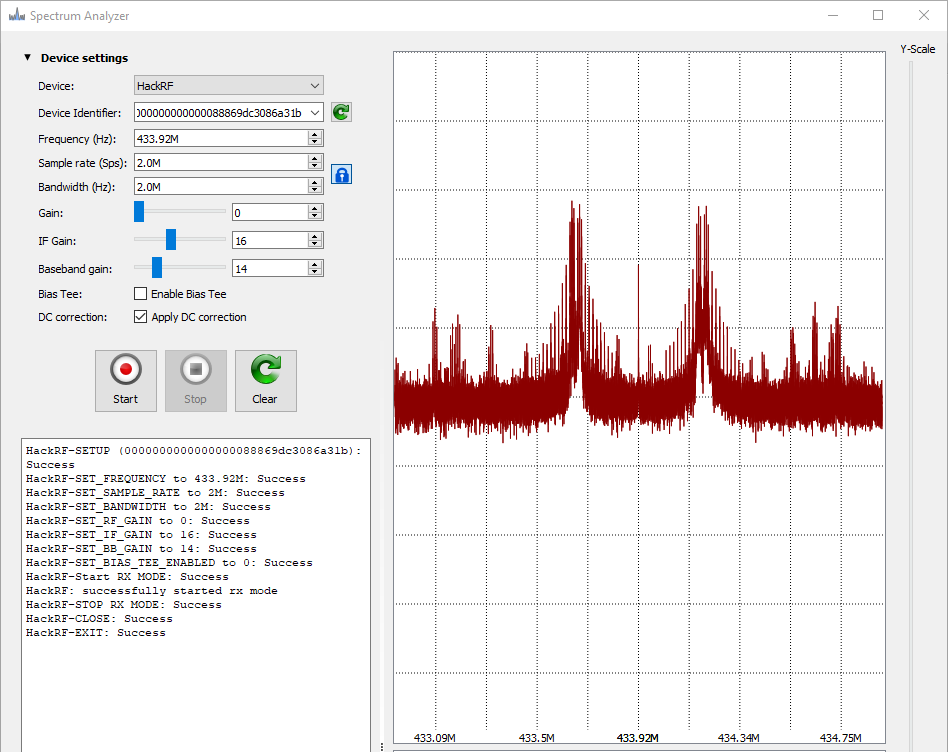 Spectrum Analyzer
Device settings
Device: HackRF
Device Identifier: 000000000000088869dc3086a31b
Frequency (Hz): 433.92M
Sample rate (Sps): 2.0M
Bandwidth (Hz): 2.0M
Gain: 0
IF Gain: 16
Baseband gain: 14
Bias Tee: Enable Bias Tee
DC correction: Apply DC correction
Start Stop Clear
HackRF-SETUP (0000000000000000088869dc3086a31b):
Success
HackRF-SET_FREQUENCY to 433.92M: Success
HackRF-SET_SAMPLE_RATE to 2M: Success
HackRF-SET_BANDWIDTH to 2M: Success
HackRF-SET_RF_GAIN to 0: Success
HackRF-SET_IF_GAIN to 16: Success
HackRF-SET_BB_GAIN to 14: Success
HackRF-SET_BIAS_TEE_ENABLED to 0: Success
HackRF-Start RX MODE: Success
HackRF: successfully started rx mode
HackRF-STOP RX MODE: Success
HackRF-CLOSE: Success
HackRF-EXIT: Success
Y-Scale
433.09M 433.5M 433.92M 434.34M 434.75M